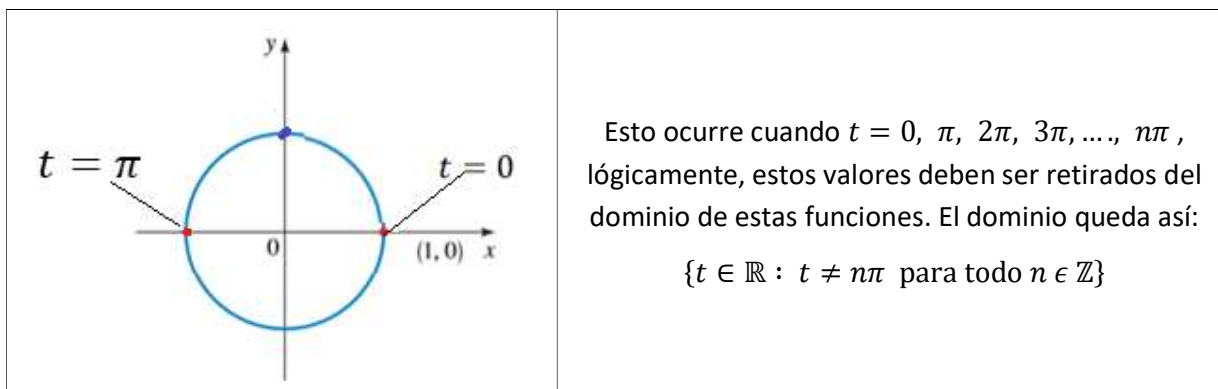 y
t = π
t = 0
0
(1, 0) x
Esto ocurre cuando t = 0, π, 2π, 3π, …., nπ ,
lógicamente, estos valores deben ser retirados del
dominio de estas funciones. El dominio queda así:
{t ∈ ℝ : t ≠ nπ para todo n ϵ ℤ}